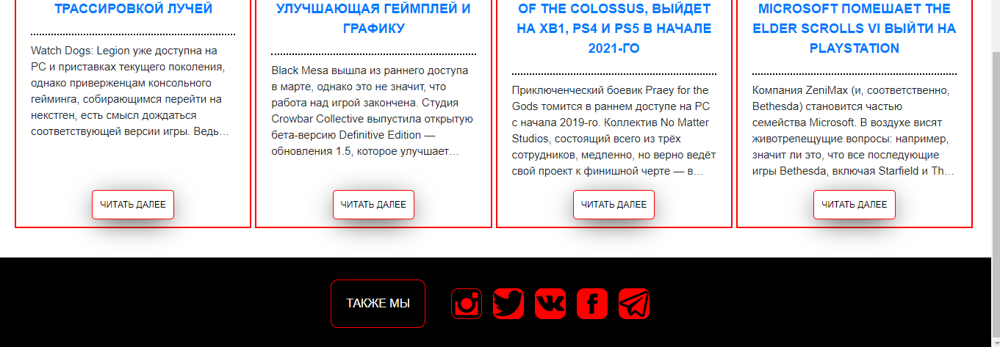 ТРАССИРОВКОЙ ЛУЧЕЙ
Watch Dogs: Legion уже доступна на
PC и приставках текущего поколения,
однако приверженцам консольного
гейминга, собирающимся перейти на
некстген, есть смысл дождаться
соответствующей версии игры. Ведь…
ЧИТАТЬ ДАЛЕЕ
УЛУЧШАЮЩАЯ ГЕЙМПЛЕЙ И
ГРАФИКУ
Black Mesa вышла из раннего доступа
в марте, однако это не значит, что
работа над игрой закончена. Студия
Crowbar Collective выпустила открытую
бета-версию Definitive Edition —
обновления 1.5, которое улучшает…
ЧИТАТЬ ДАЛЕЕ
OF THE COLOSSUS, ВЫЙДЕТ
НА XB1, PS4 И PS5 В НАЧАЛЕ
2021-ГО
Приключенческий боевик Praey for the
Gods томится в раннем доступе на PC
с начала 2019-го. Коллектив No Matter
Studios, состоящий всего из трёх
сотрудников, медленно, но верно ведёт
свой проект к финишной черте — в…
ЧИТАТЬ ДАЛЕЕ
MICROSOFT ПОМЕШАЕТ THE
ELDER SCROLLS VI ВЫЙТИ НА
PLAYSTATION
Компания ZeniMax (и, соответственно,
Bethesda) становится частью
семейства Microsoft. В воздухе висят
животрепещущие вопросы: например,
значит ли это, что все последующие
игры Bethesda, включая Starfield и Th…
ЧИТАТЬ ДАЛЕЕ
ТАКЖЕ МЫ